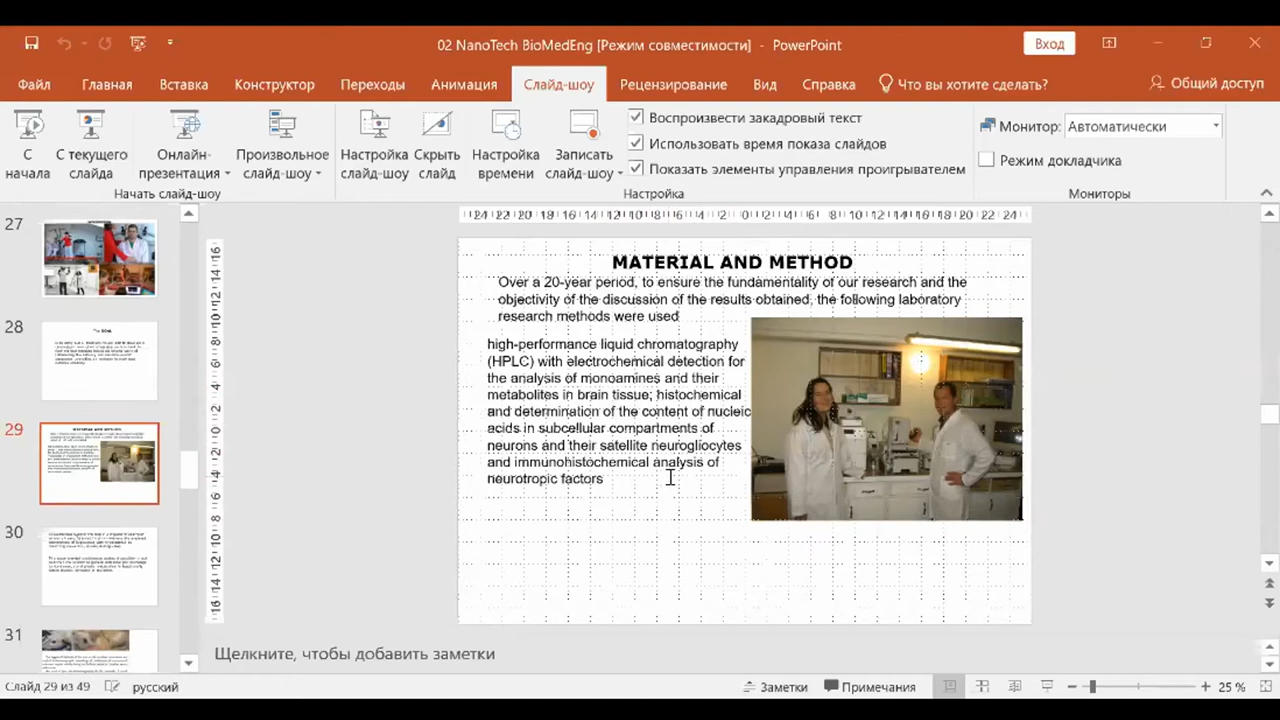 02 NanoTech BioMedEng [Режим совместимости] - PowerPoint
Вход
Файл Главная Вставка Конструктор Переходы Анимация Слайд-шоу Рецензирование Вид Справка Что вы хотите сделать? Общий доступ
С начала
С текущего слайда
Онлайн-презентация
Произвольное слайд-шоу
Начать слайд-шоу
Настройка слайд-шоу
Скрыть слайд
Настройка времени
Записать слайд-шоу
Воспроизвести закадровый текст
Использовать время показа слайдов
Показать элементы управления проигрывателем
Настройка
Монитор: Автоматически
Режим докладчика
Мониторы
27
28
29
30
31
MATERIAL AND METHOD
Over a 20-year period, to ensure the fundamentality of our research and the
objectivity of the discussion of the results obtained, the following laboratory
research methods were used
high-performance liquid chromatography
(HPLC) with electrochemical detection for
the analysis of monoamines and their
metabolites in brain tissue; histochemical
and determination of the content of nucleic
acids in subcellular compartments of
neurons and their satellite neurogliocytes
and immunohistochemical analysis of
neurotropic factors
Щелкните, чтобы добавить заметки
Слайд 29 из 49 русский Заметки Примечания 25 %